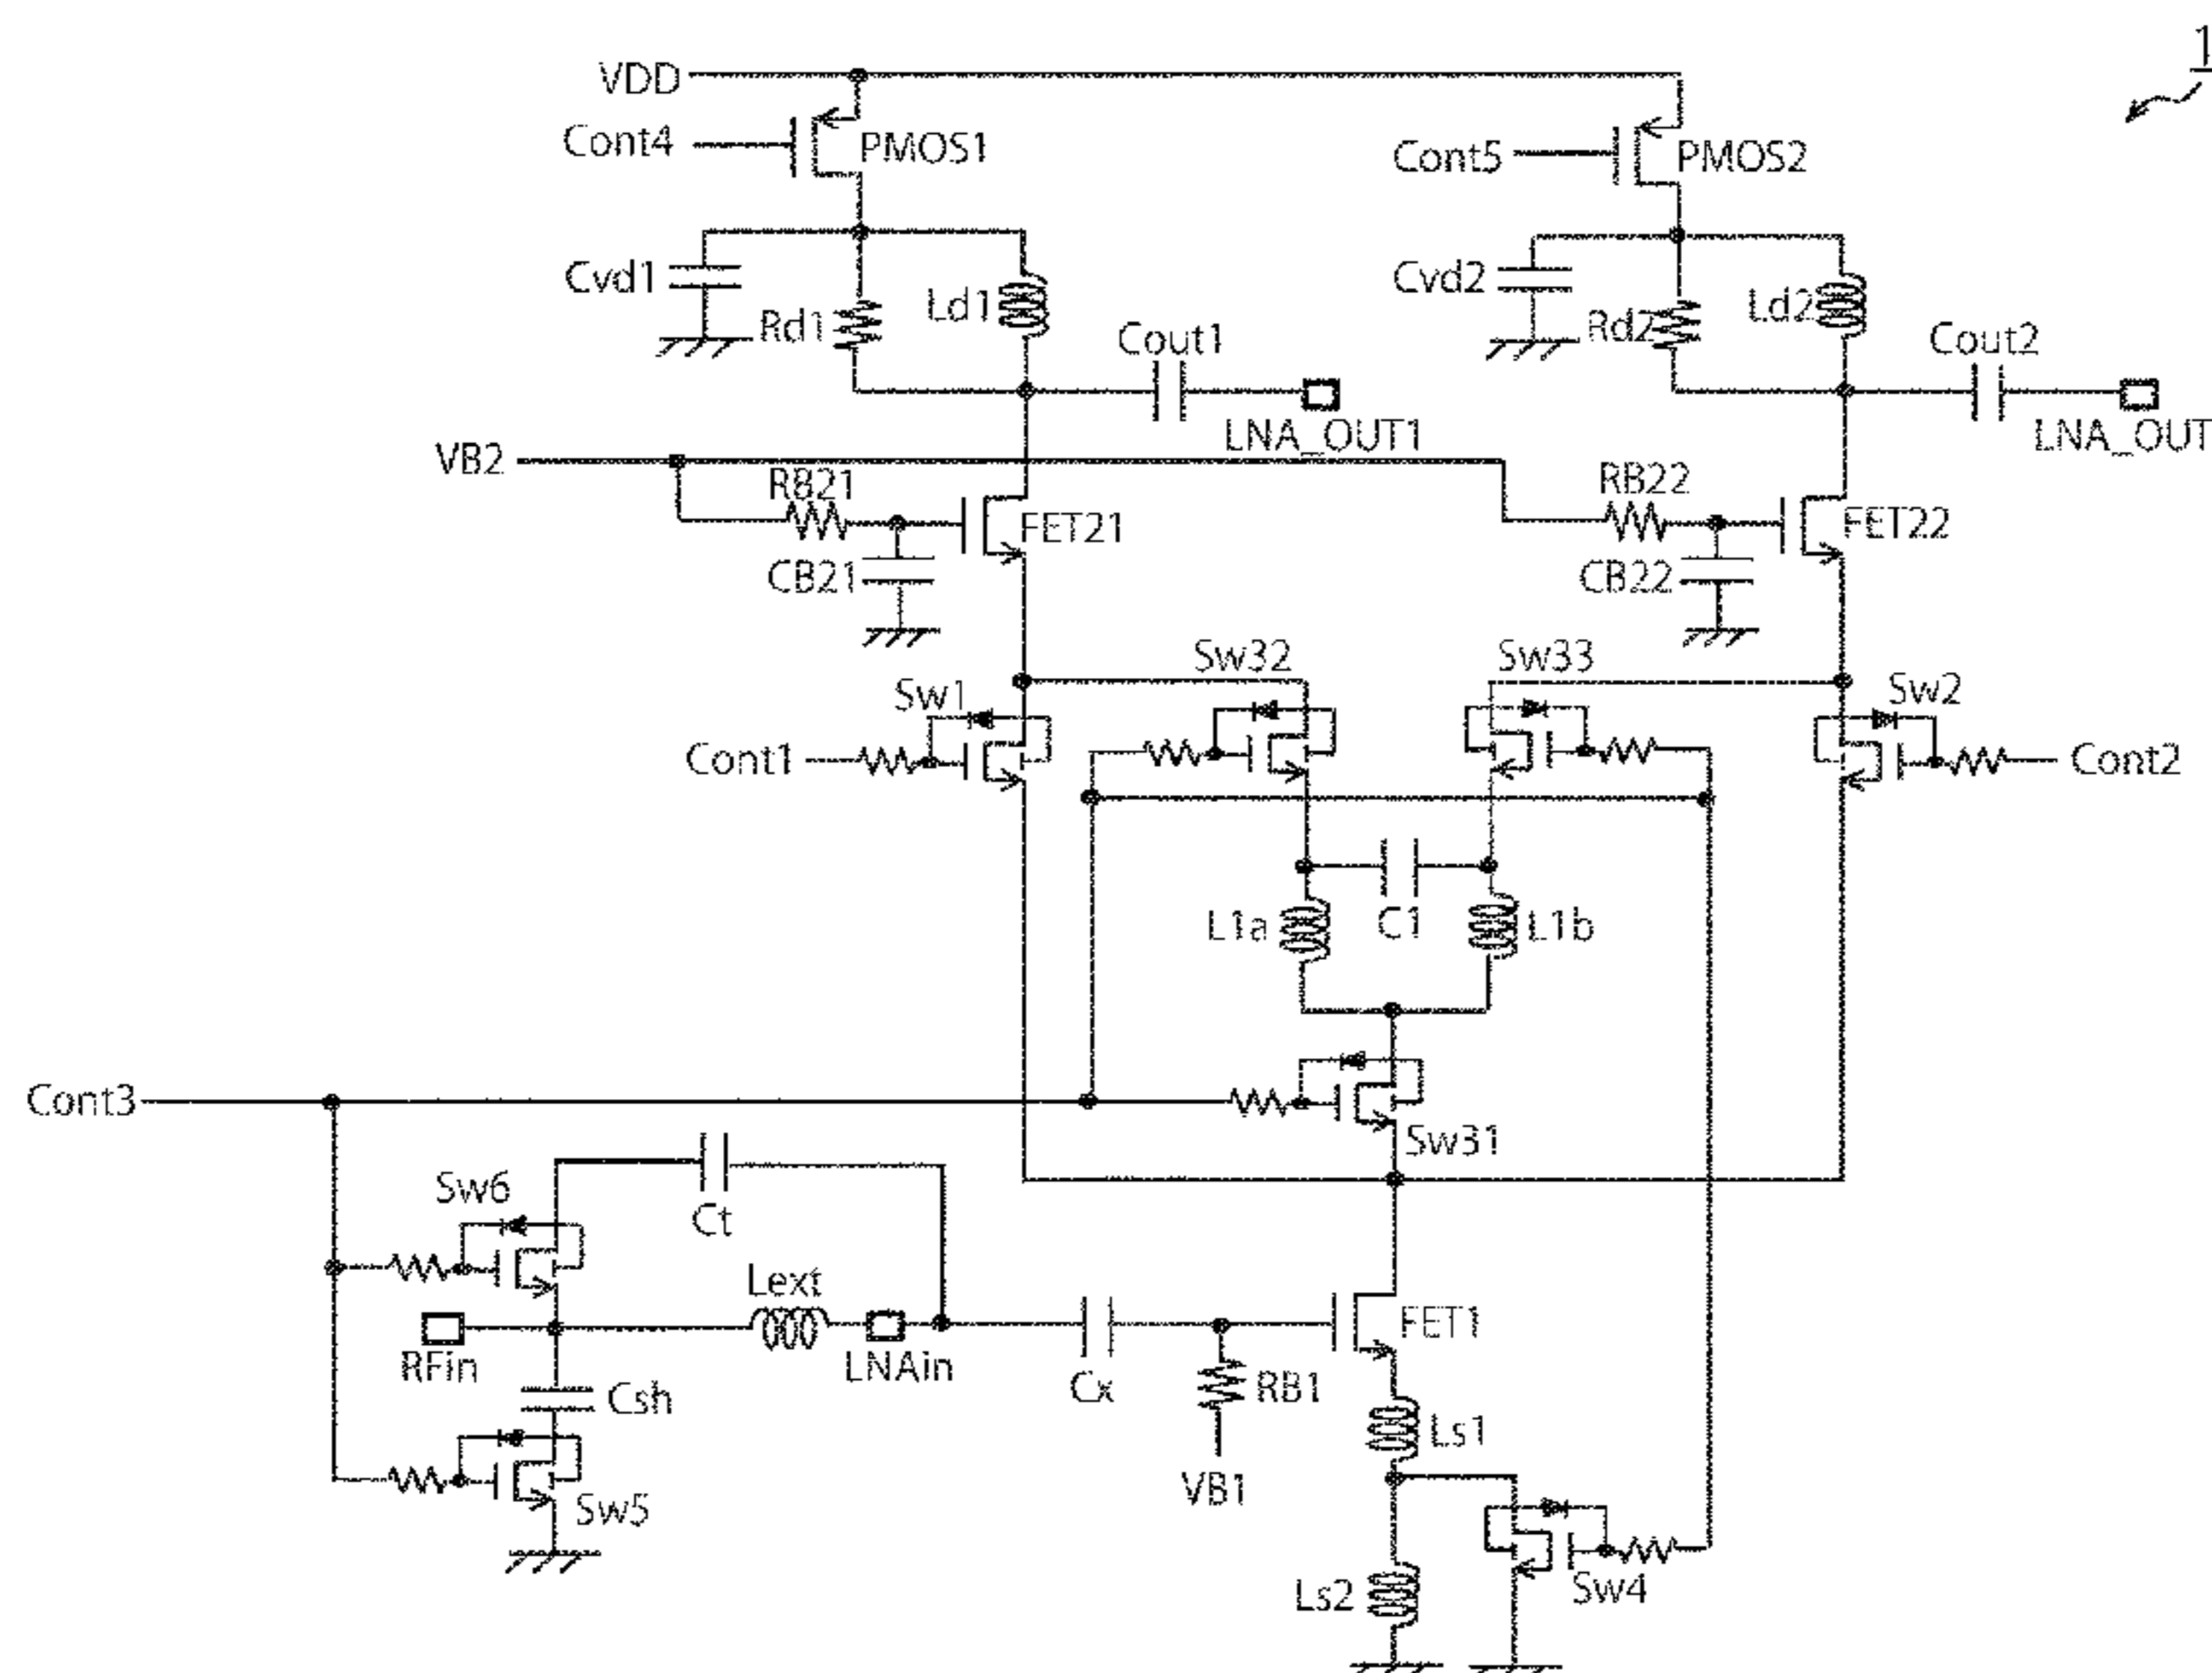 1
VDD
Cont4
PMOS1
Cont5
PMOS2
Cvd1
Rd1
Ld1
Cout1
LNA_OUT1
Cvd2
Rd2
Ld2
Cout2
LNA_OUT
VB2
RB21
FET21
CB21
RB22
FET22
CB22
Sw32
Sw33
Sw1
Sw2
Cont1
Cont2
L1a
C1
L1b
Cont3
Sw31
Sw6
Ct
Lext
RFin
LNAin
Cx
FET1
RB1
Csh
Ls1
VB1
Sw5
Ls2
Sw4